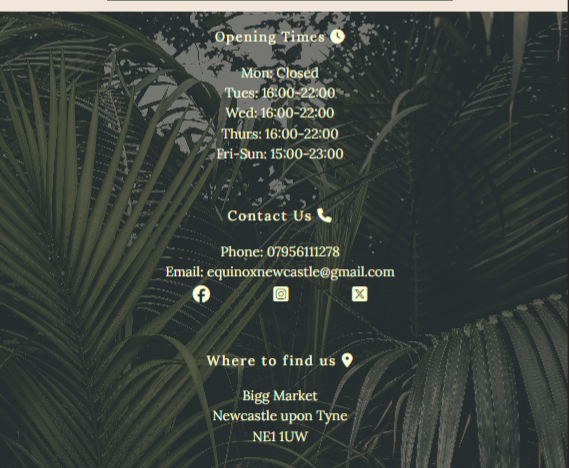 Opening Times
Mon: Closed
Tues: 16:00-22:00
Wed: 16:00-22:00
Thurs: 16:00-22:00
Fri-Sun: 15:00-23:00
Contact Us
Phone: 07956111278
Email: equinoxnewcastle@gmail.com
Where to find us
Bigg Market
Newcastle upon Tyne
NE1 1UW